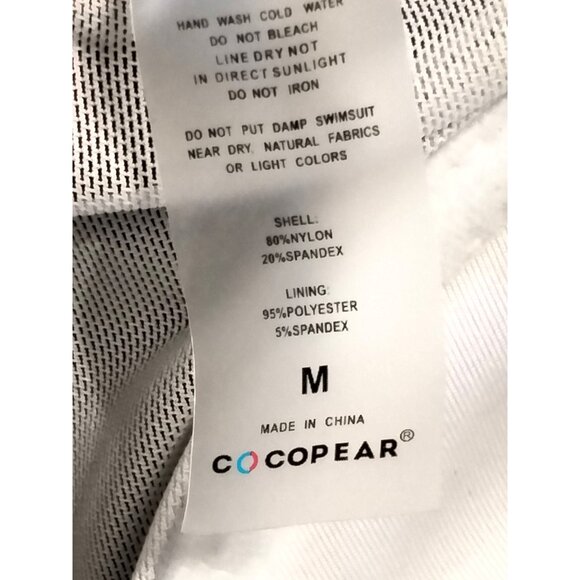 HAND WASH COLD WATER
DO NOT BLEACH
LINE DRY NOT
IN DIRECT SUNLIGHT
DO NOT IRON
DO NOT PUT DAMP SWIMSUIT
NEAR DRY, NATURAL FABRICS
OR LIGHT COLORS
SHELL:
80%NYLON
20%SPANDEX
LINING:
95%POLYESTER
5%SPANDEX
M
MADE IN CHINA
COCOPEAR®